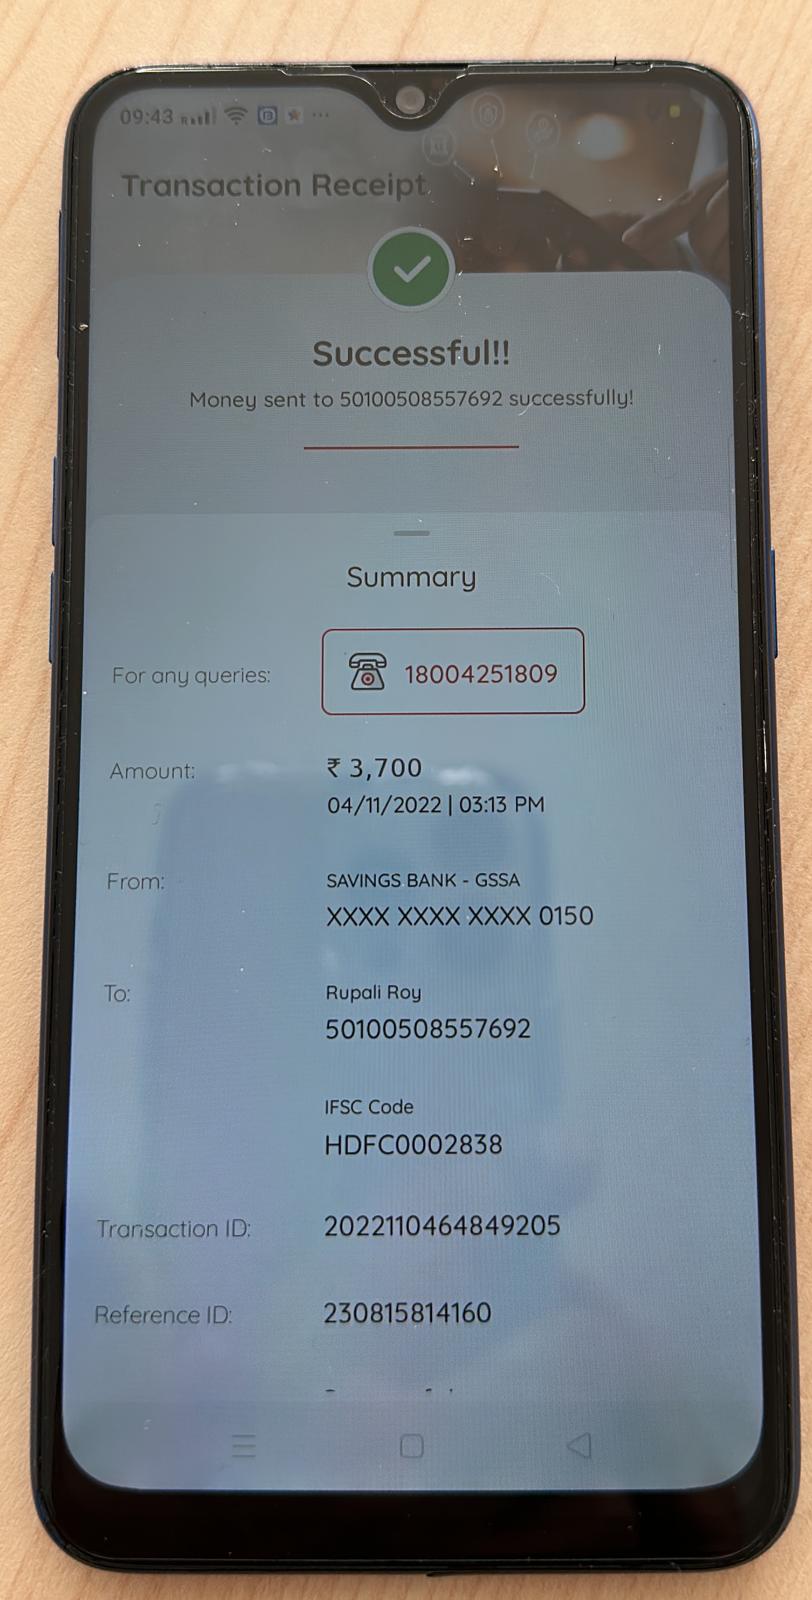 09:43
Transaction Receipt
Successful!!
Money sent to 50100508557692 successfully!
Summary
For any queries: 18004251809
Amount: ₹ 3,700
04/11/2022 | 03:13 PM
From: SAVINGS BANK - GSSA
XXXX XXXX XXXX 0150
To: Rupali Roy
50100508557692
IFSC Code
HDFC0002838
Transaction ID: 2022110464849205
Reference ID: 230815814160